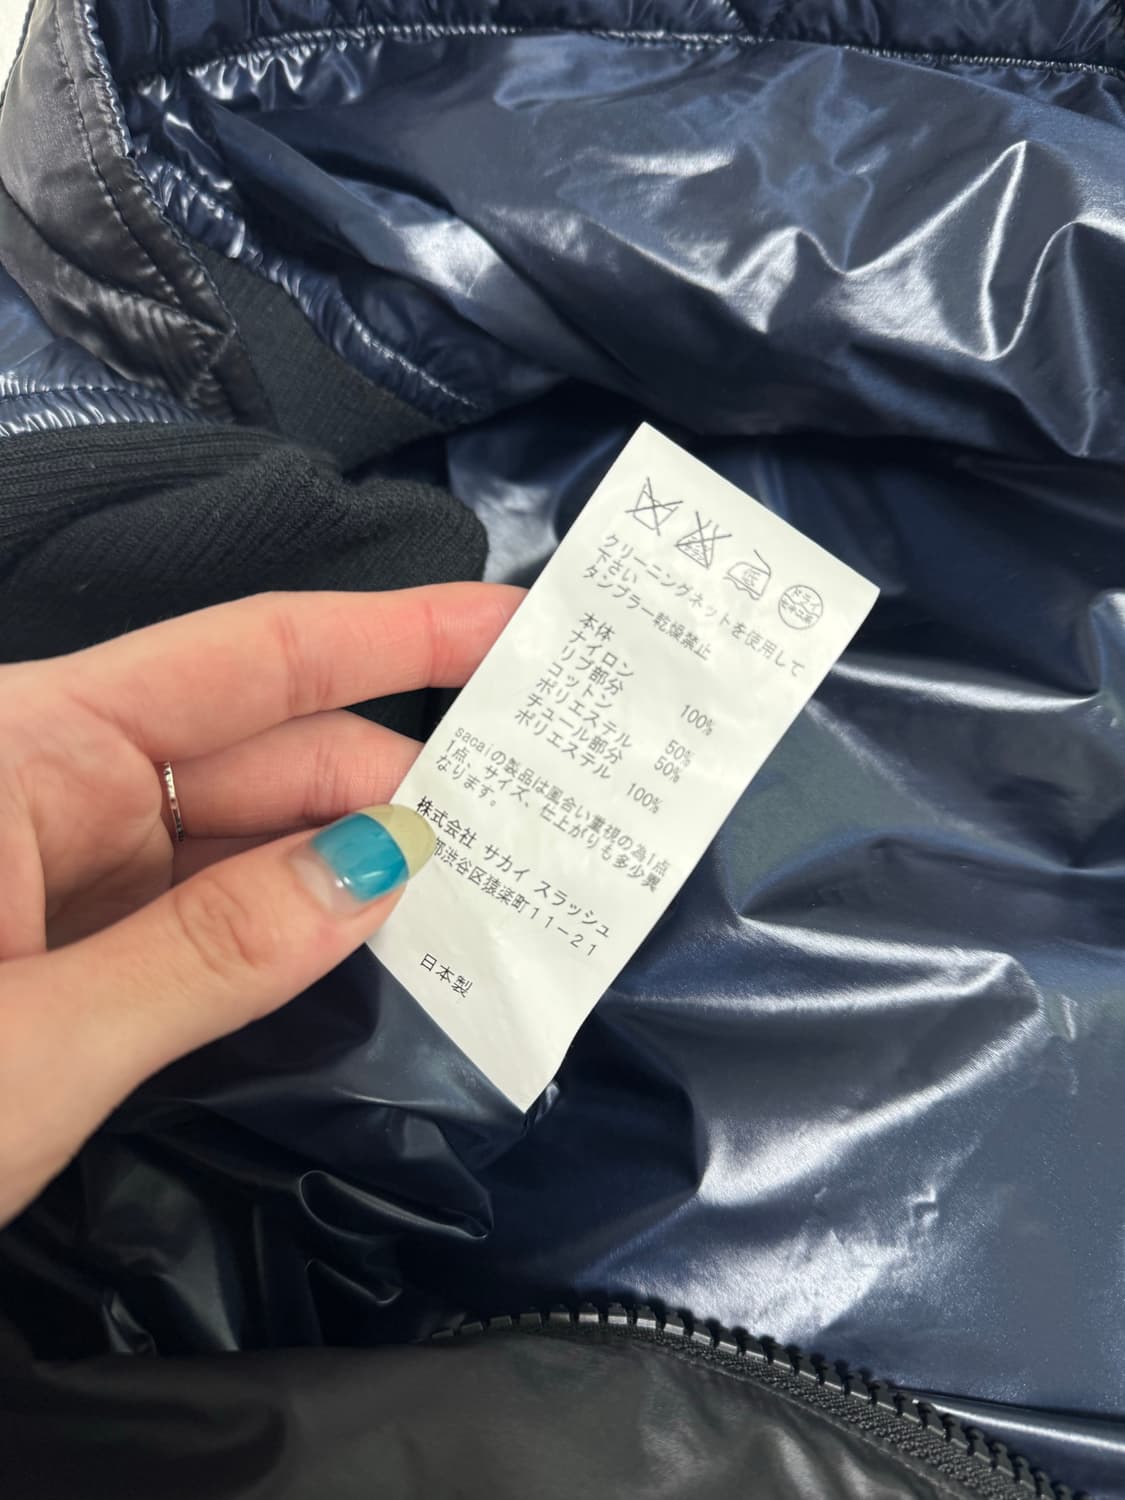 低
ドライ
クリーニングネットを使用して
下さい
タンブラー乾燥禁止
本体
ナイロン 100%
リブ部分
コットン 50%
ポリエステル 50%
チュール部分
ポリエステル 100%
sacaiの製品は風合い重視の為1点
1点、サイズ、仕上がりも多少異
なります。
株式会社 サカイ スラッシュ
都渋谷区猿楽町11-21
日本製